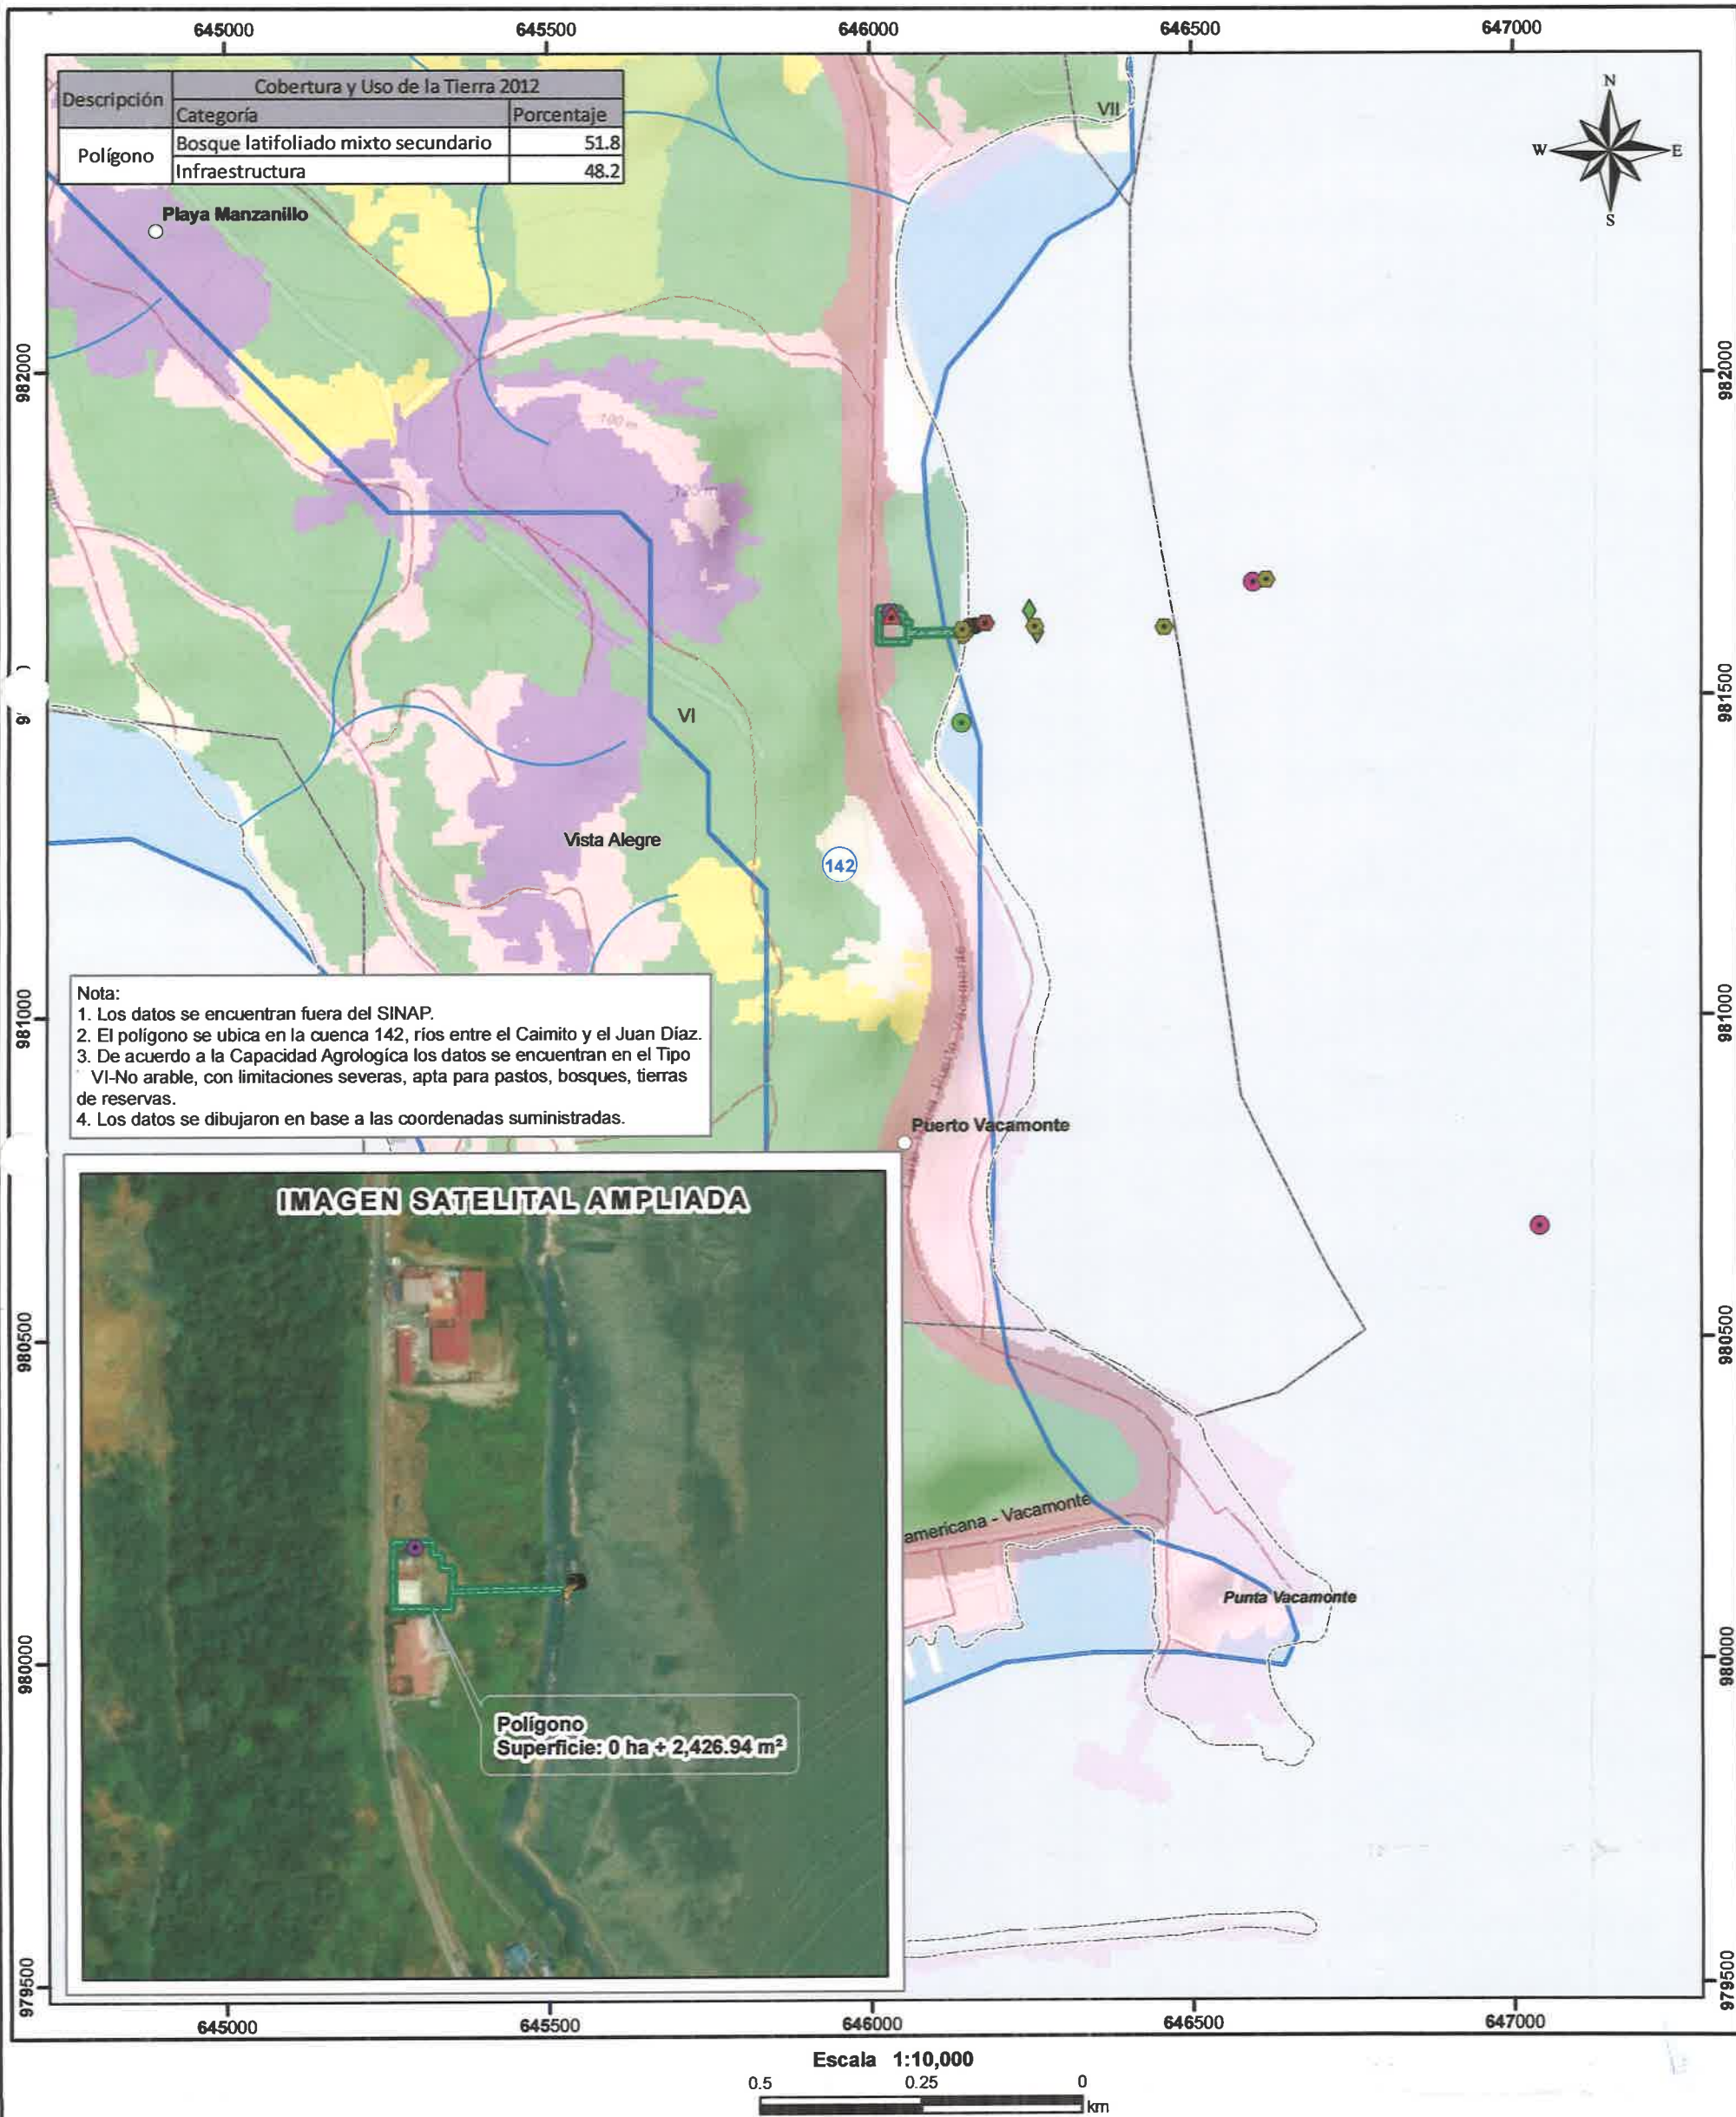 645000 645500 646000 646500 647000
Descripción
Cobertura y Uso de la Tierra 2012
Categoría Porcentaje
Polígono
Bosque latifoliado mixto secundario 51.8
Infraestructura 48.2
N
W E
S
VII
Playa Manzanillo
982000
982000
100 m
981500
VI
Vista Alegre
142
Nota:
1. Los datos se encuentran fuera del SINAP.
2. El polígono se ubica en la cuenca 142, ríos entre el Caimito y el Juan Díaz.
3. De acuerdo a la Capacidad Agrologíca los datos se encuentran en el Tipo
VI-No arable, con limitaciones severas, apta para pastos, bosques, tierras
de reservas.
4. Los datos se dibujaron en base a las coordenadas suministradas.
981000
981000
Puerto Vacamonte
IMAGEN SATELITAL AMPLIADA
980500
980500
americana - Vacamonte
Punta Vacamonte
980000
980000
Polígono
Superficie: 0 ha + 2,426.94 m²
979500
979500
645000 645500 646000 646500 647000
Escala 1:10,000
0.5 0.25 0
km